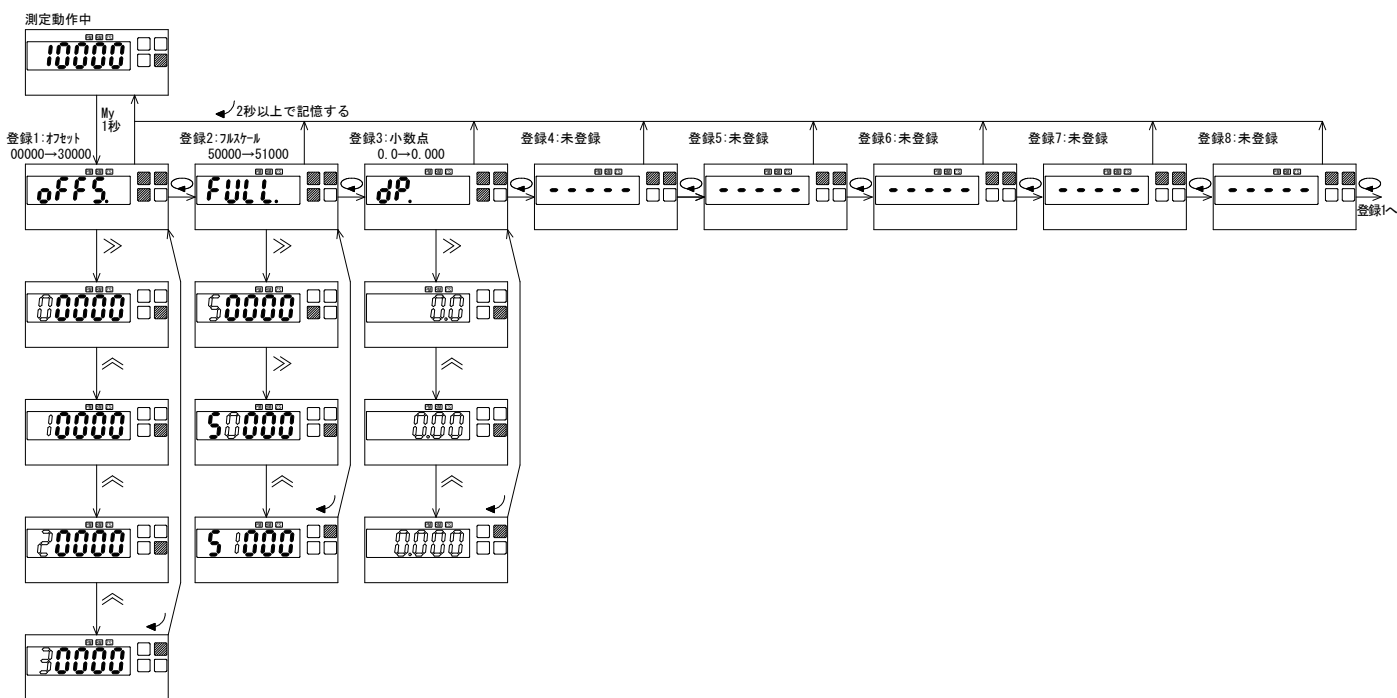 測定動作中
10000
My
1秒
2秒以上で記憶する
登録1:オフセット
00000→30000
登録2:フルスケール
50000→51000
登録3:小数点
0.0→0.000
登録4:未登録
登録5:未登録
登録6:未登録
登録7:未登録
登録8:未登録
oFFS.
FULL.
dP.
-----
-----
-----
-----
-----
登録1へ
00000
50000
0.0
10000
50000
0.00
20000
51000
0.000
30000